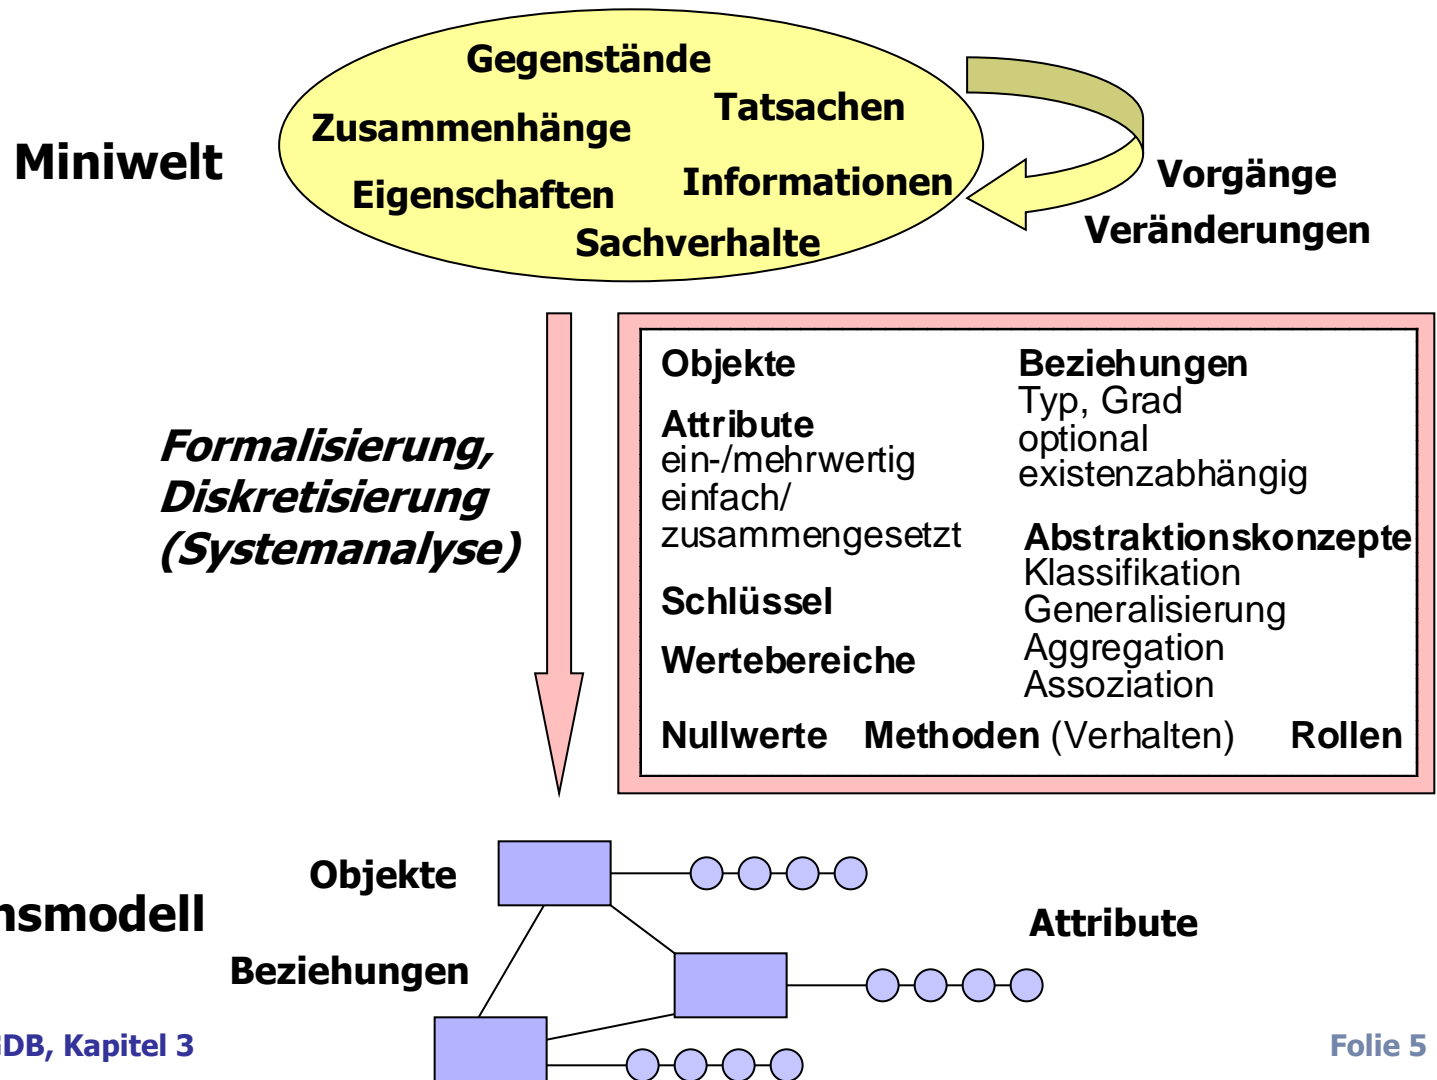 Gegenstände
Tatsachen
Zusammenhänge
Miniwelt
Eigenschaften
Informationen
Sachverhalte
Vorgänge
Veränderungen
Formalisierung,
Diskretisierung
(Systemanalyse)
Objekte
Attribute
ein-/mehrwertig
einfach/
zusammengesetzt
Schlüssel
Wertebereiche
Beziehungen
Typ, Grad
optional
existenzabhängig
Abstraktionskonzepte
Klassifikation
Generalisierung
Aggregation
Assoziation
Nullwerte Methoden (Verhalten) Rollen
Objekte
nsmodell
Attribute
Beziehungen
DB, Kapitel 3
Folie 5